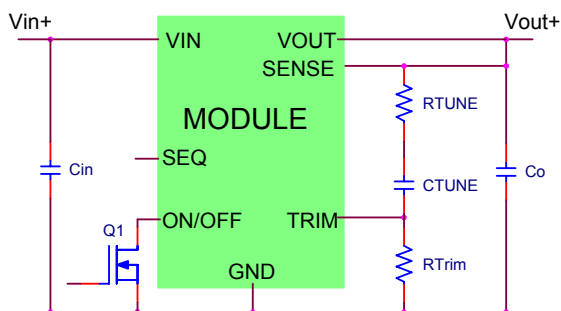 Vin+
Vout+
VIN
VOUT
SENSE
RTUNE
MODULE
Cin
SEQ
CTUNE
Co
Q1
ON/OFF
TRIM
RTrim
GND